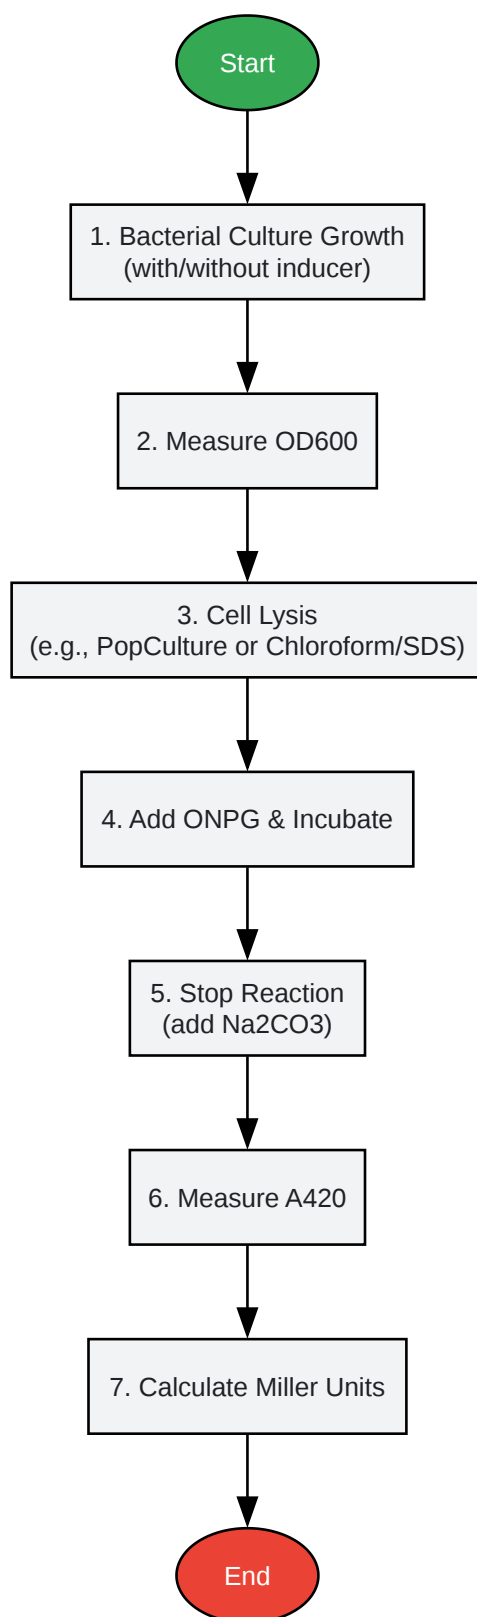 Start
1. Bacterial Culture Growth
(with/without inducer)
2. Measure OD600
3. Cell Lysis
(e.g., PopCulture or Chloroform/SDS)
4. Add ONPG & Incubate
5. Stop Reaction
(add Na2CO3)
6. Measure A420
7. Calculate Miller Units
End